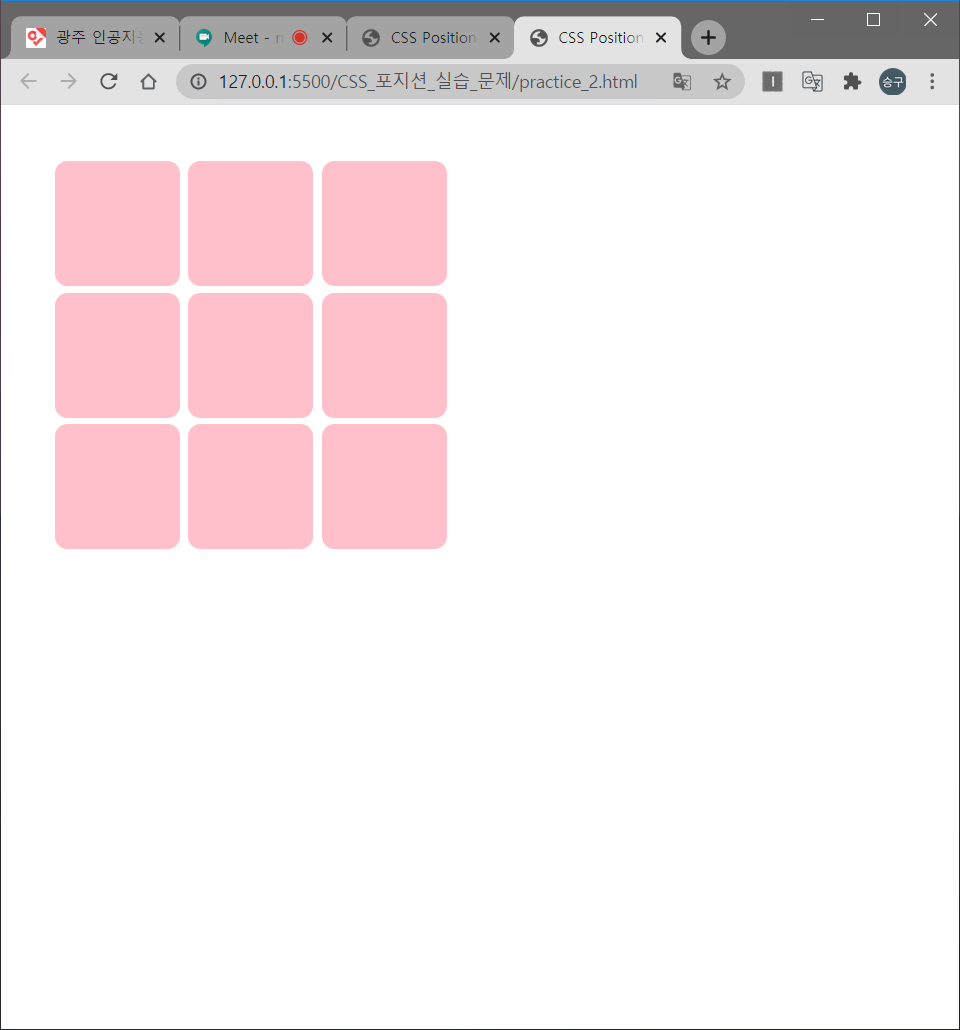 광주 인공지능
Meet - m
CSS Position
CSS Position
127.0.0.1:5500/CSS_포지션_실습_문제/practice_2.html
승구